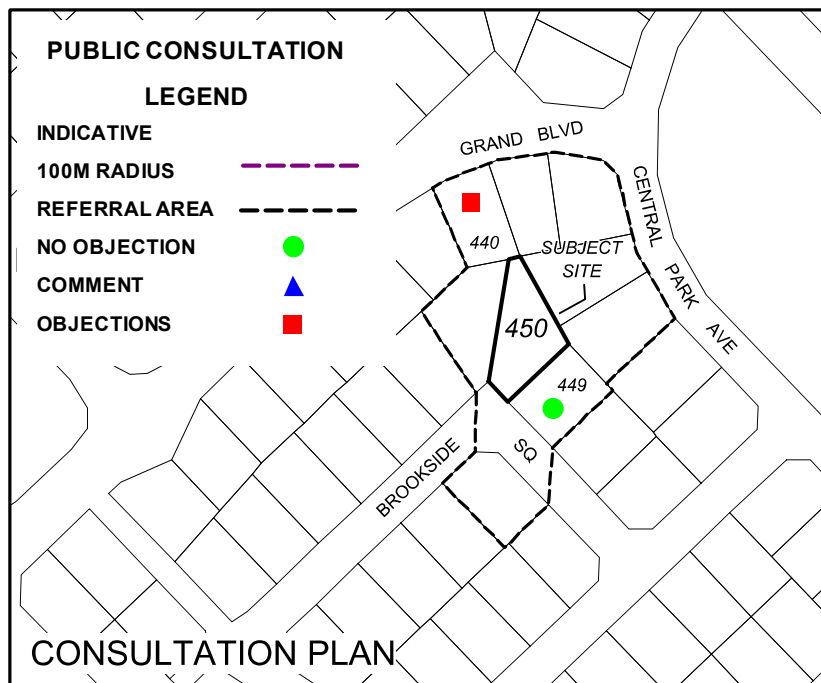 PUBLIC CONSULTATION
LEGEND
INDICATIVE
100M RADIUS
REFERRAL AREA
NO OBJECTION
COMMENT
OBJECTIONS
GRAND BLVD
CENTRAL PARK AVE
440
SUBJECT
SITE
450
449
BROOKSIDE SQ
CONSULTATION PLAN